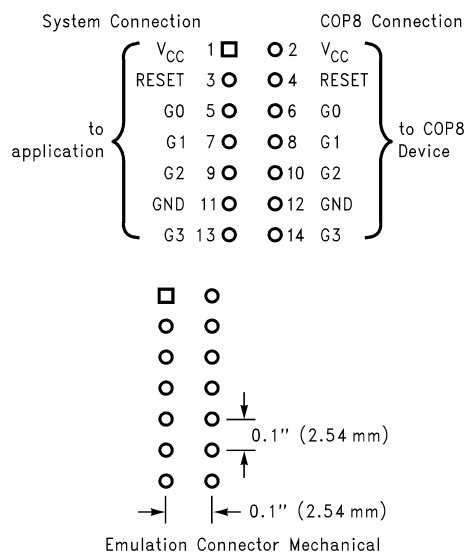 System Connection COP8 Connection
VCC 1 2 VCC
RESET 3 4 RESET
G0 5 6 G0
to application
G1 7 8 G1
to COP8 Device
G2 9 10 G2
GND 11 12 GND
G3 13 14 G3
0.1" (2.54 mm)
0.1" (2.54 mm)
Emulation Connector Mechanical